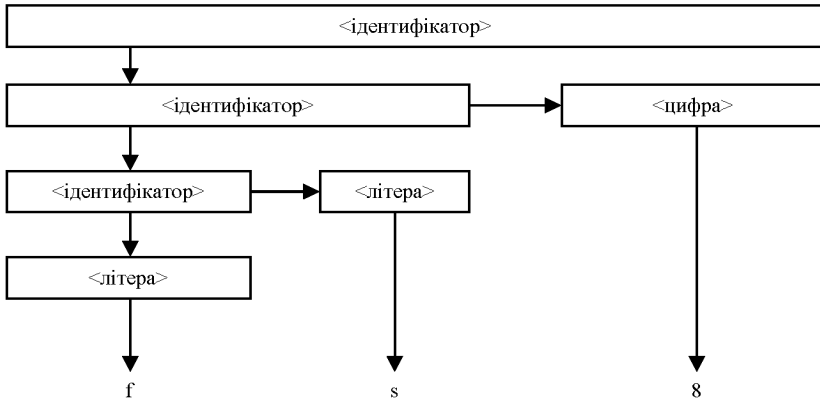 <ідентифікатор>
<ідентифікатор> <цифра>
<ідентифікатор> <літера>
<літера>
f s 8